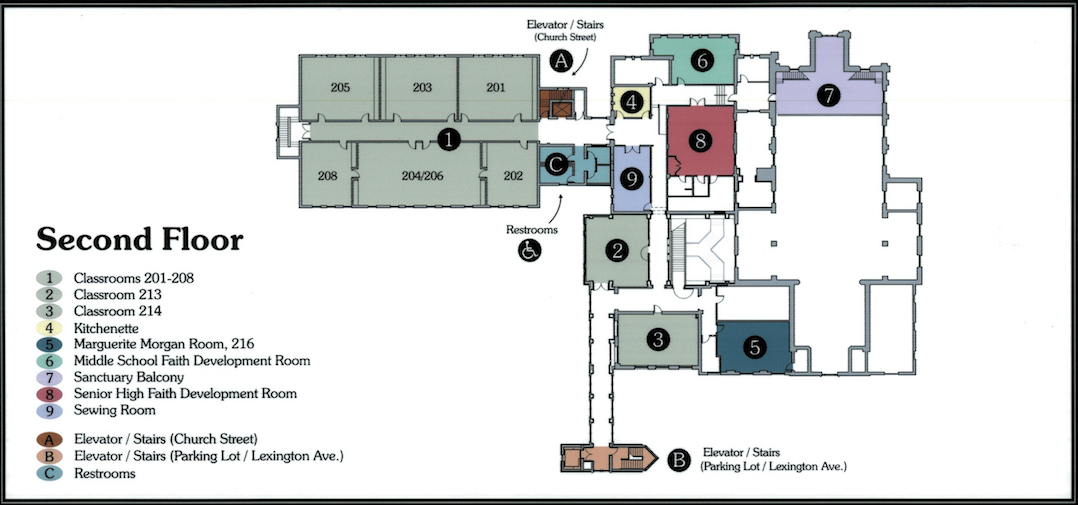 Elevator / Stairs
(Church Street)
A
6
205
203
201
4
7
1
8
C
9
208
204/206
202
Restrooms
2
Second Floor
1 Classrooms 201-208
2 Classroom 213
3 Classroom 214
4 Kitchenette
5 Marguerite Morgan Room, 216
6 Middle School Faith Development Room
7 Sanctuary Balcony
8 Senior High Faith Development Room
9 Sewing Room
A Elevator / Stairs (Church Street)
B Elevator / Stairs (Parking Lot / Lexington Ave.)
C Restrooms
3
5
B
Elevator / Stairs
(Parking Lot / Lexington Ave.)